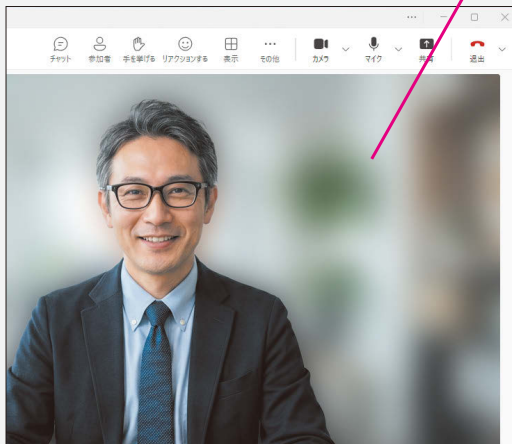 チャット 参加者 手を挙げる リアクションする 表示 その他 カメラ マイク 共有 退出